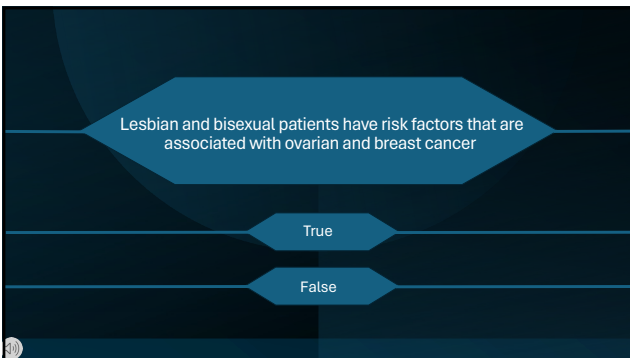 Lesbian and bisexual patients have risk factors that are
associated with ovarian and breast cancer
True
False